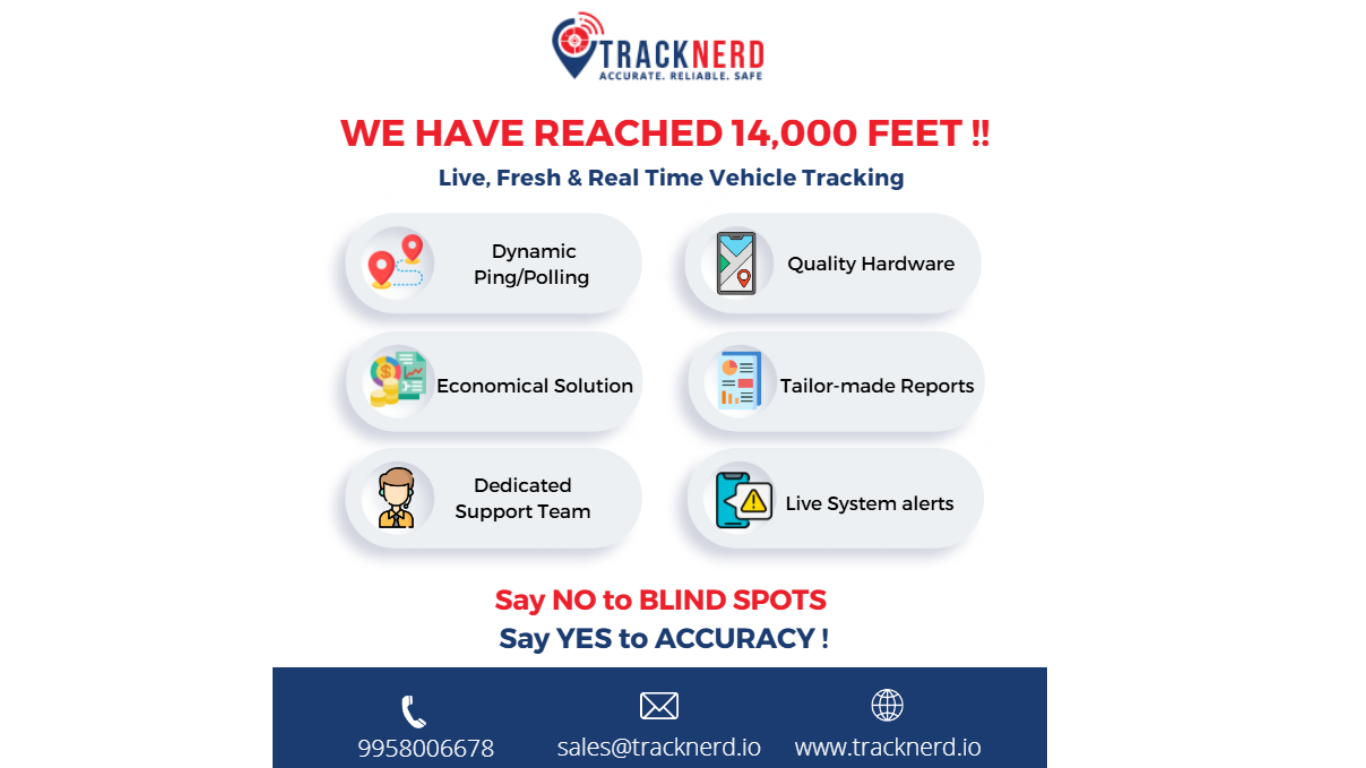 TRACKNERD
ACCURATE. RELIABLE. SAFE
WE HAVE REACHED 14,000 FEET !!
Live, Fresh & Real Time Vehicle Tracking
Dynamic
Ping/Polling
Quality Hardware
Economical Solution
Tailor-made Reports
Dedicated
Support Team
Live System alerts
Say NO to BLIND SPOTS
Say YES to ACCURACY !
9958006678
sales@tracknerd.io
www.tracknerd.io